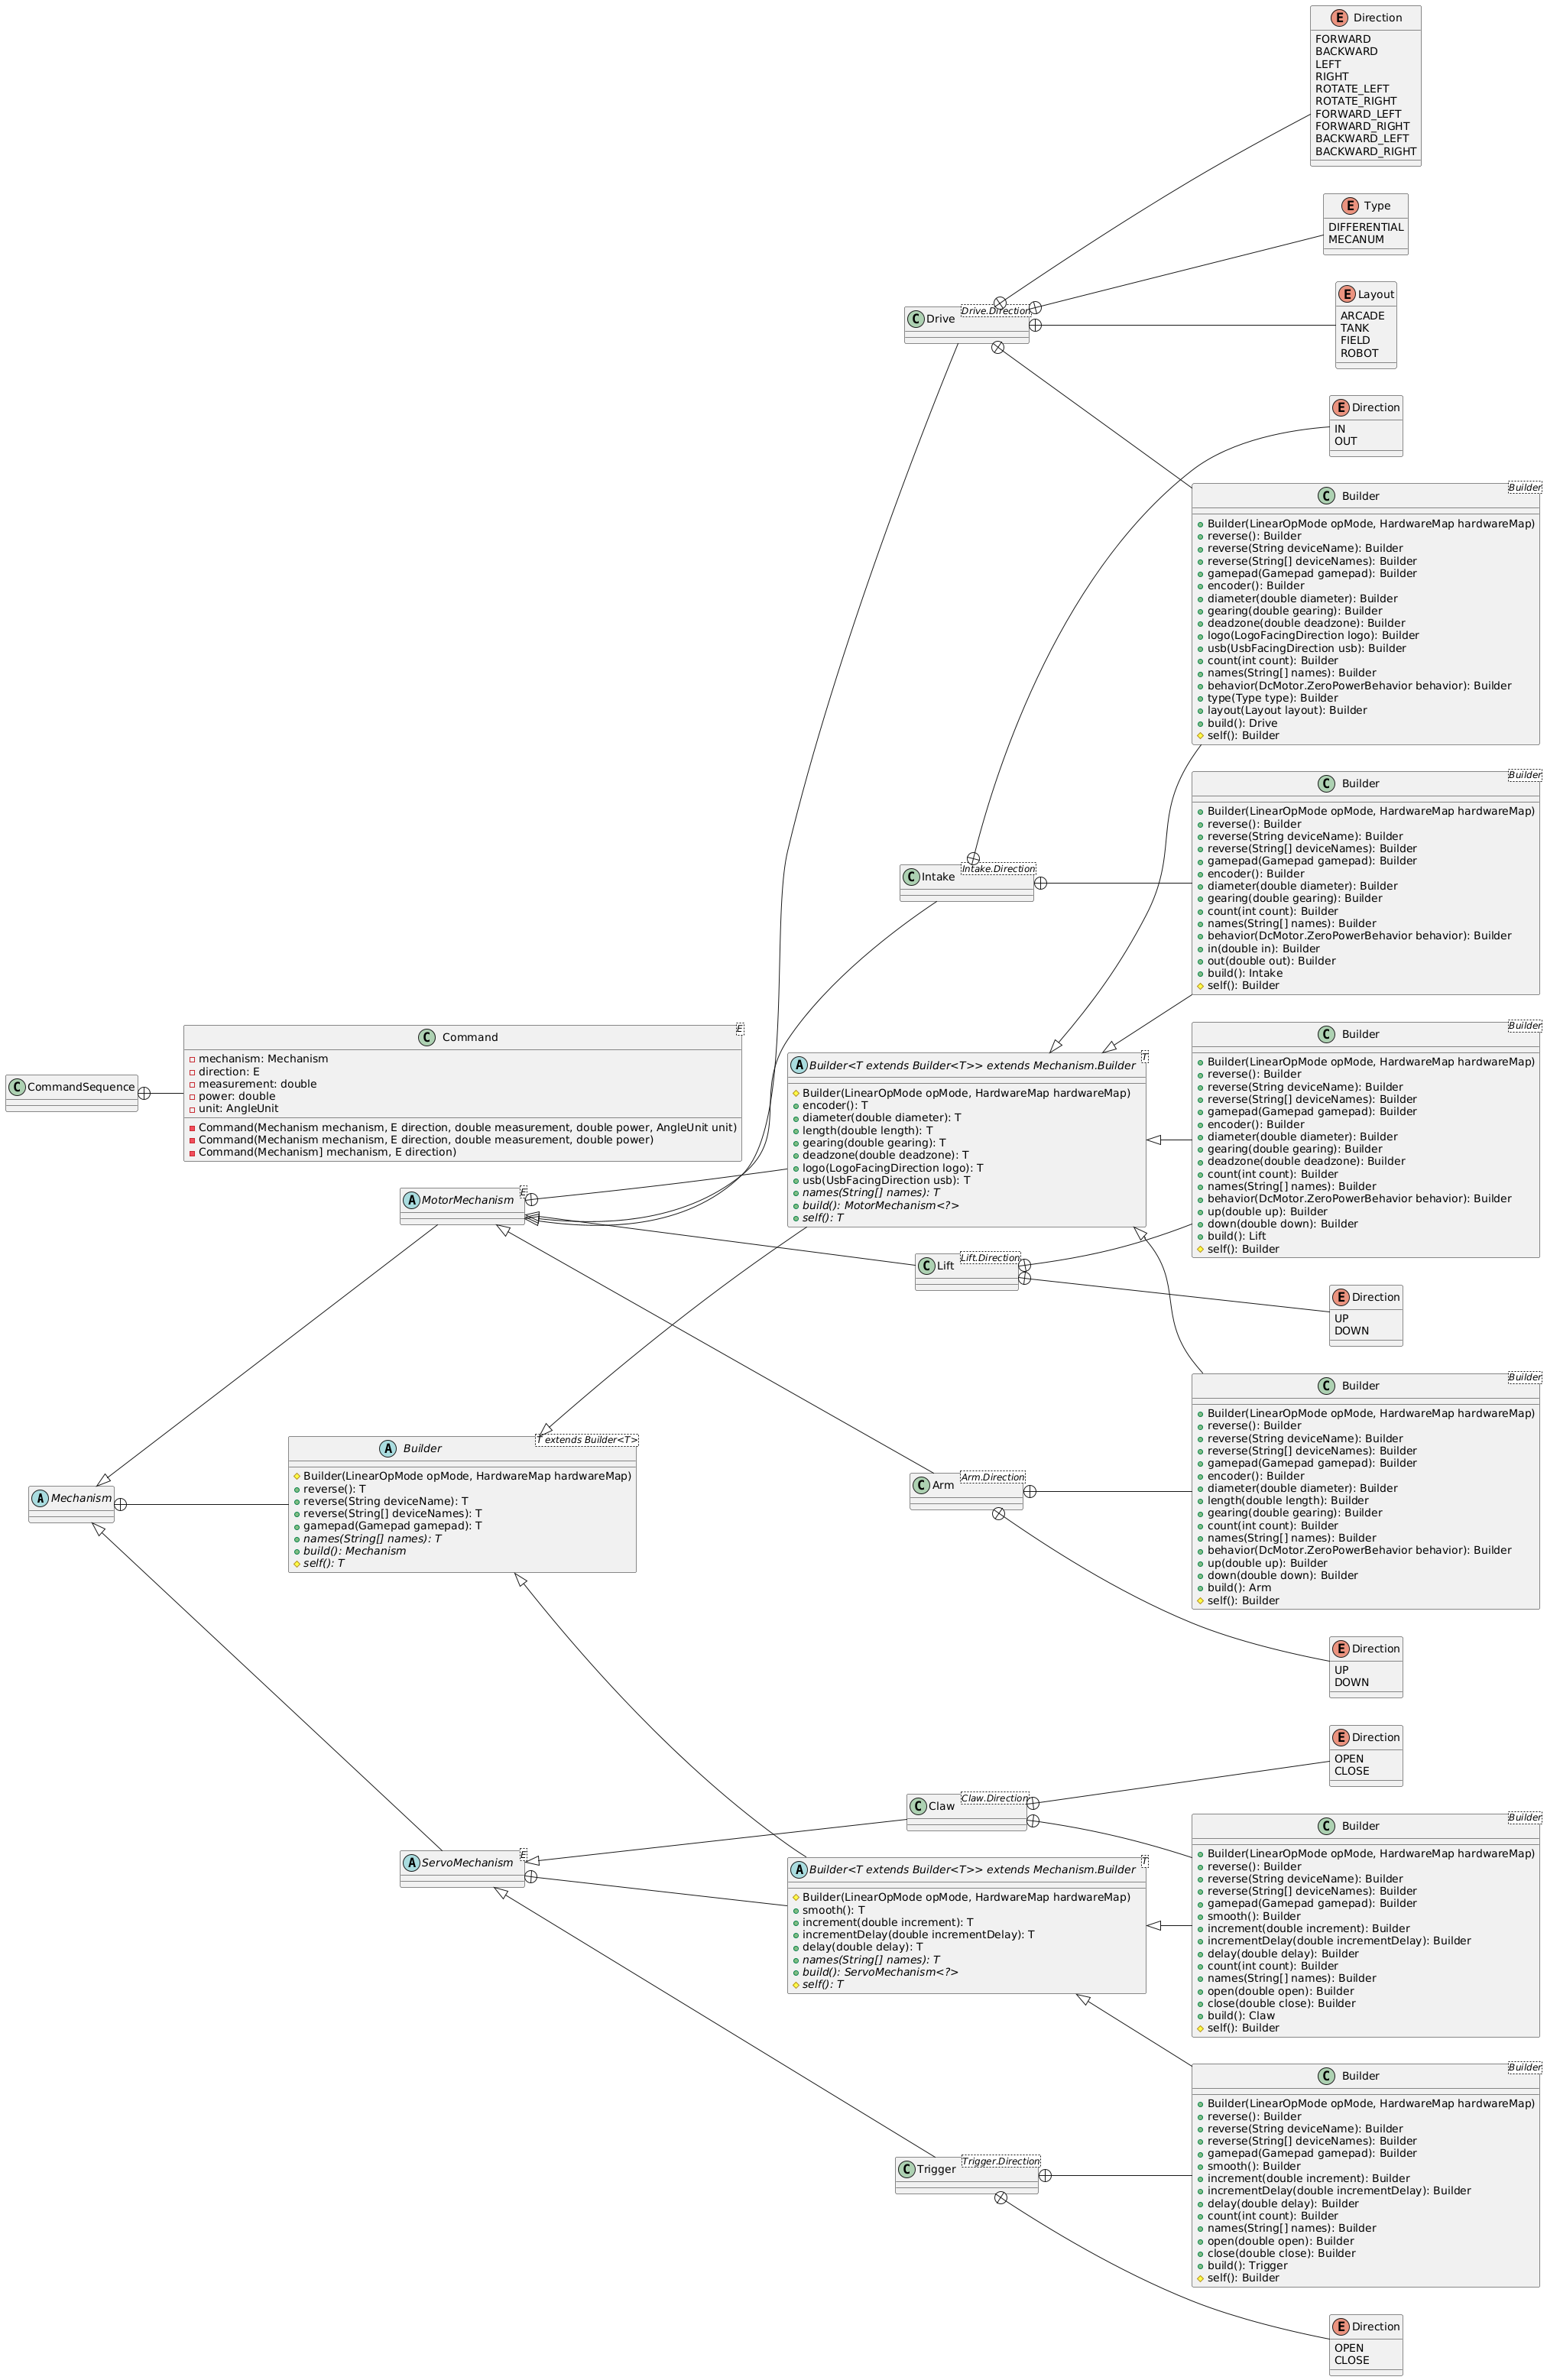 Direction
FORWARD
BACKWARD
LEFT
RIGHT
ROTATE_LEFT
ROTATE_RIGHT
FORWARD_LEFT
FORWARD_RIGHT
BACKWARD_LEFT
BACKWARD_RIGHT
Type
DIFFERENTIAL
MECANUM
Layout
ARCADE
TANK
FIELD
ROBOT
Drive
Drive.Direction
Direction
IN
OUT
Builder
Builder
Builder(LinearOpMode opMode, HardwareMap hardwareMap)
reverse(): Builder
reverse(String deviceName): Builder
reverse(String[] deviceNames): Builder
gamepad(Gamepad gamepad): Builder
encoder(): Builder
diameter(double diameter): Builder
gearing(double gearing): Builder
deadzone(double deadzone): Builder
logo(LogoFacingDirection logo): Builder
usb(UsbFacingDirection usb): Builder
count(int count): Builder
names(String[] names): Builder
behavior(DcMotor.ZeroPowerBehavior behavior): Builder
type(Type type): Builder
layout(Layout layout): Builder
build(): Drive
self(): Builder
Intake
Intake.Direction
Builder
Builder
Builder(LinearOpMode opMode, HardwareMap hardwareMap)
reverse(): Builder
reverse(String deviceName): Builder
reverse(String[] deviceNames): Builder
gamepad(Gamepad gamepad): Builder
encoder(): Builder
diameter(double diameter): Builder
gearing(double gearing): Builder
count(int count): Builder
names(String[] names): Builder
behavior(DcMotor.ZeroPowerBehavior behavior): Builder
in(double in): Builder
out(double out): Builder
build(): Intake
self(): Builder
CommandSequence
Command
E
mechanism: Mechanism
direction: E
measurement: double
power: double
unit: AngleUnit
Command(Mechanism mechanism, E direction, double measurement, double power, AngleUnit unit)
Command(Mechanism mechanism, E direction, double measurement, double power)
Command(Mechanism] mechanism, E direction)
MotorMechanism
E
Builder<T extends Builder<T>> extends Mechanism.Builder
T
Builder(LinearOpMode opMode, HardwareMap hardwareMap)
encoder(): T
diameter(double diameter): T
length(double length): T
gearing(double gearing): T
deadzone(double deadzone): T
logo(LogoFacingDirection logo): T
usb(UsbFacingDirection usb): T
names(String[] names): T
build(): MotorMechanism<?>
self(): T
Builder
Builder
Builder(LinearOpMode opMode, HardwareMap hardwareMap)
reverse(): Builder
reverse(String deviceName): Builder
reverse(String[] deviceNames): Builder
gamepad(Gamepad gamepad): Builder
encoder(): Builder
diameter(double diameter): Builder
gearing(double gearing): Builder
deadzone(double deadzone): Builder
count(int count): Builder
names(String[] names): Builder
behavior(DcMotor.ZeroPowerBehavior behavior): Builder
up(double up): Builder
down(double down): Builder
build(): Lift
self(): Builder
Lift
Lift.Direction
Direction
UP
DOWN
Mechanism
Builder
T extends Builder<T>
Builder(LinearOpMode opMode, HardwareMap hardwareMap)
reverse(): T
reverse(String deviceName): T
reverse(String[] deviceNames): T
gamepad(Gamepad gamepad): T
names(String[] names): T
build(): Mechanism
self(): T
Arm
Arm.Direction
Builder
Builder
Builder(LinearOpMode opMode, HardwareMap hardwareMap)
reverse(): Builder
reverse(String deviceName): Builder
reverse(String[] deviceNames): Builder
gamepad(Gamepad gamepad): Builder
encoder(): Builder
diameter(double diameter): Builder
length(double length): Builder
gearing(double gearing): Builder
count(int count): Builder
names(String[] names): Builder
behavior(DcMotor.ZeroPowerBehavior behavior): Builder
up(double up): Builder
down(double down): Builder
build(): Arm
self(): Builder
Direction
UP
DOWN
Direction
OPEN
CLOSE
Claw
Claw.Direction
ServoMechanism
E
Builder<T extends Builder<T>> extends Mechanism.Builder
T
Builder(LinearOpMode opMode, HardwareMap hardwareMap)
smooth(): T
increment(double increment): T
incrementDelay(double incrementDelay): T
delay(double delay): T
names(String[] names): T
build(): ServoMechanism<?>
self(): T
Builder
Builder
Builder(LinearOpMode opMode, HardwareMap hardwareMap)
reverse(): Builder
reverse(String deviceName): Builder
reverse(String[] deviceNames): Builder
gamepad(Gamepad gamepad): Builder
smooth(): Builder
increment(double increment): Builder
incrementDelay(double incrementDelay): Builder
delay(double delay): Builder
count(int count): Builder
names(String[] names): Builder
open(double open): Builder
close(double close): Builder
build(): Claw
self(): Builder
Trigger
Trigger.Direction
Builder
Builder
Builder(LinearOpMode opMode, HardwareMap hardwareMap)
reverse(): Builder
reverse(String deviceName): Builder
reverse(String[] deviceNames): Builder
gamepad(Gamepad gamepad): Builder
smooth(): Builder
increment(double increment): Builder
incrementDelay(double incrementDelay): Builder
delay(double delay): Builder
count(int count): Builder
names(String[] names): Builder
open(double open): Builder
close(double close): Builder
build(): Trigger
self(): Builder
Direction
OPEN
CLOSE